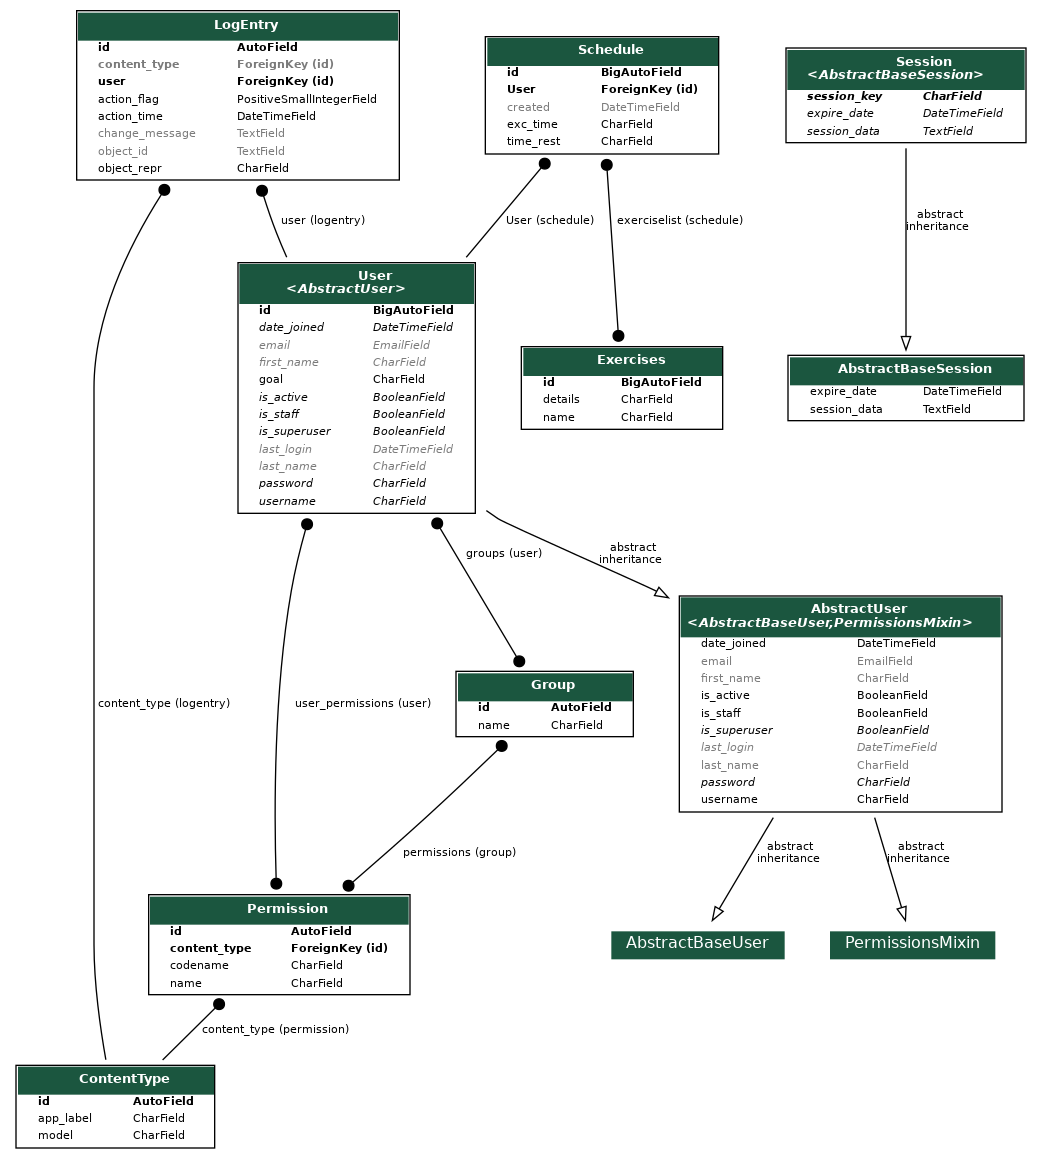 LogEntry
id AutoField
content_type ForeignKey (id)
user ForeignKey (id)
action_flag PositiveSmallIntegerField
action_time DateTimeField
change_message TextField
object_id TextField
object_repr CharField
Schedule
id BigAutoField
User ForeignKey (id)
created DateTimeField
exc_time CharField
time_rest CharField
Session
<AbstractBaseSession>
session_key CharField
expire_date DateTimeField
session_data TextField
user (logentry)
User (schedule)
exerciselist (schedule)
abstract
inheritance
User
<AbstractUser>
id BigAutoField
date_joined DateTimeField
email EmailField
first_name CharField
goal CharField
is_active BooleanField
is_staff BooleanField
is_superuser BooleanField
last_login DateTimeField
last_name CharField
password CharField
username CharField
Exercises
id BigAutoField
details CharField
name CharField
AbstractBaseSession
expire_date DateTimeField
session_data TextField
groups (user)
abstract
inheritance
AbstractUser
<AbstractBaseUser,PermissionsMixin>
date_joined DateTimeField
email EmailField
first_name CharField
is_active BooleanField
is_staff BooleanField
is_superuser BooleanField
last_login DateTimeField
last_name CharField
password CharField
username CharField
content_type (logentry)
user_permissions (user)
Group
id AutoField
name CharField
permissions (group)
abstract
inheritance
abstract
inheritance
Permission
id AutoField
content_type ForeignKey (id)
codename CharField
name CharField
AbstractBaseUser
PermissionsMixin
content_type (permission)
ContentType
id AutoField
app_label CharField
model CharField